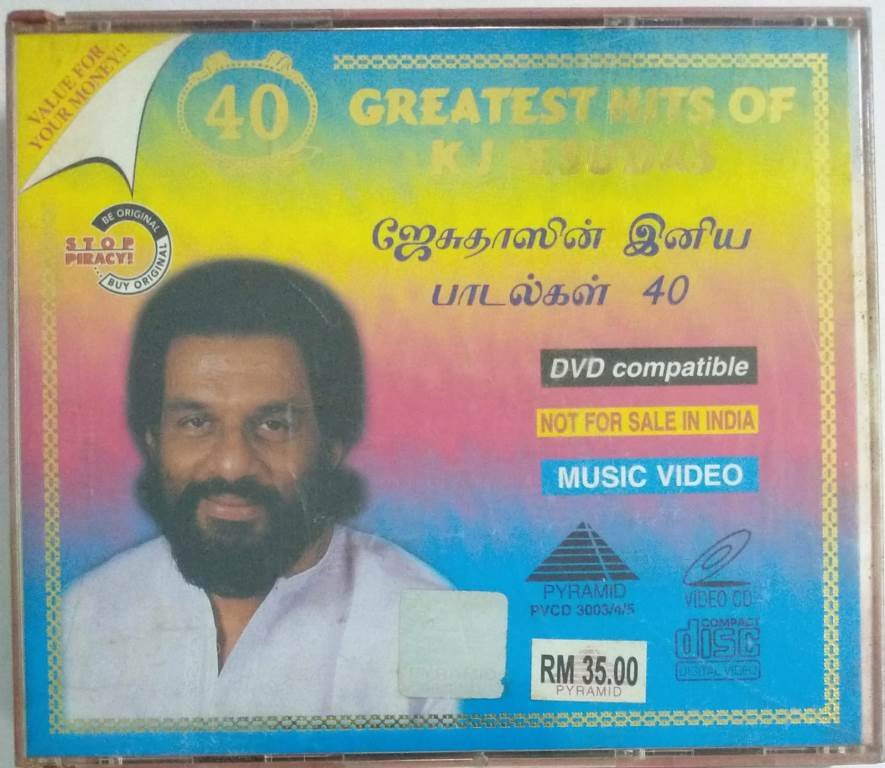 VALUE FOR
YOUR MONEY!!
40
GREATEST HITS OF
KJ
ஜேசுதாஸின் இனிய
பாடல்கள் 40
BE ORIGINAL
STOP
PIRACY!
BUY ORIGINAL
DVD compatible
NOT FOR SALE IN INDIA
MUSIC VIDEO
PYRAMID
PVCD 3003/4/5
VIDEO CD
COMPACT
disc
DIGITAL VIDEO
RM 35.00
PYRAMID